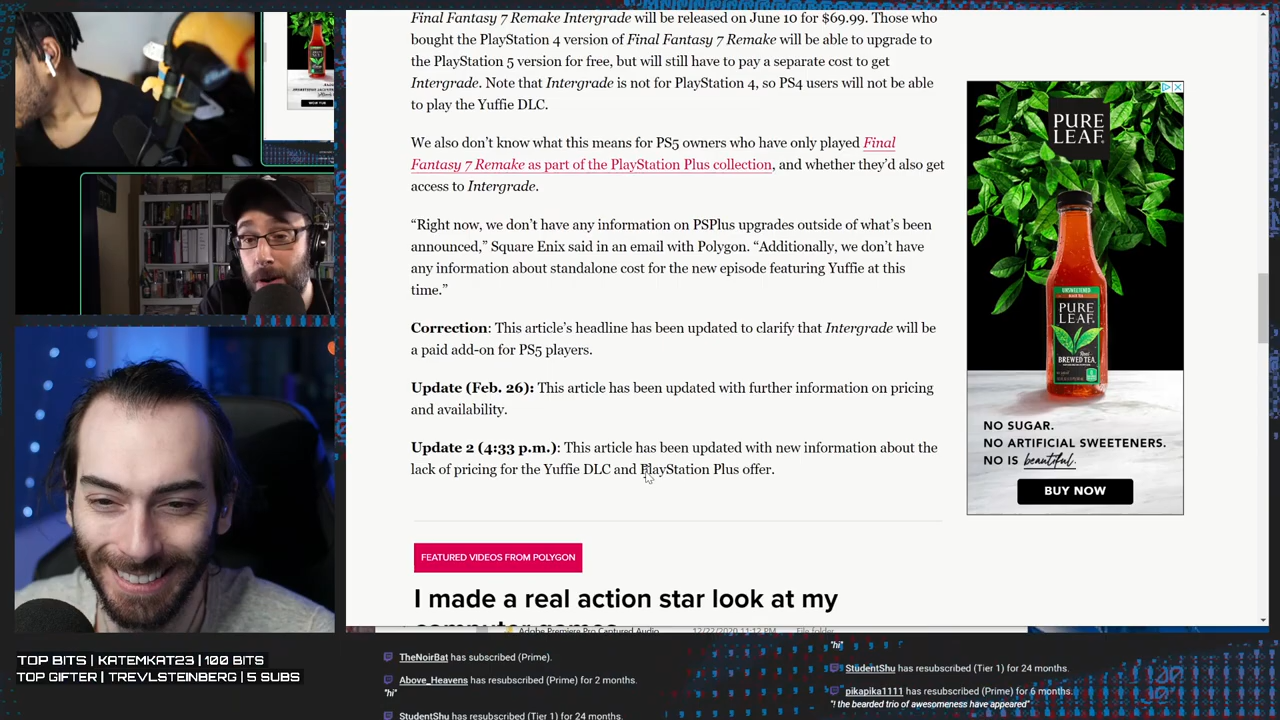 Final Fantasy 7 Remake Intergrade will be released on June 10 for $69.99. Those who
bought the PlayStation 4 version of Final Fantasy 7 Remake will be able to upgrade to
the PlayStation 5 version for free, but will still have to pay a separate cost to get
Intergrade. Note that Intergrade is not for PlayStation 4, so PS4 users will not be able
to play the Yuffie DLC.
We also don’t know what this means for PS5 owners who have only played Final
Fantasy 7 Remake as part of the PlayStation Plus collection, and whether they’d also get
access to Intergrade.
“Right now, we don’t have any information on PSPlus upgrades outside of what’s been
announced,” Square Enix said in an email with Polygon. “Additionally, we don’t have
any information about standalone cost for the new episode featuring Yuffie at this
time.”
Correction: This article’s headline has been updated to clarify that Intergrade will be
a paid add-on for PS5 players.
Update (Feb. 26): This article has been updated with further information on pricing
and availability.
Update 2 (4:33 p.m.): This article has been updated with new information about the
lack of pricing for the Yuffie DLC and PlayStation Plus offer.
FEATURED VIDEOS FROM POLYGON
I made a real action star look at my
computer games
PURE
LEAF
UNSWEETENED
BLACK TEA
PURE
LEAF
Real
BREWED TEA
NO SUGAR.
NO ARTIFICIAL SWEETENERS.
NO IS beautiful.
BUY NOW
Adobe Premiere Pro Captured Audio 12/22/2020 11:12 PM File folder
TOP BITS | KATEMKAT23 | 100 BITS
TOP GIFTER | TREVLSTEINBERG | 5 SUBS
TheNoirBat has subscribed (Prime).
Above_Heavens has resubscribed (Prime) for 2 months.
"hi"
StudentShu has resubscribed (Tier 1) for 24 months.
"hi"
StudentShu has resubscribed (Tier 1) for 24 months.
pikapika1111 has resubscribed (Prime) for 6 months.
"! the bearded trio of awesomeness have appeared"